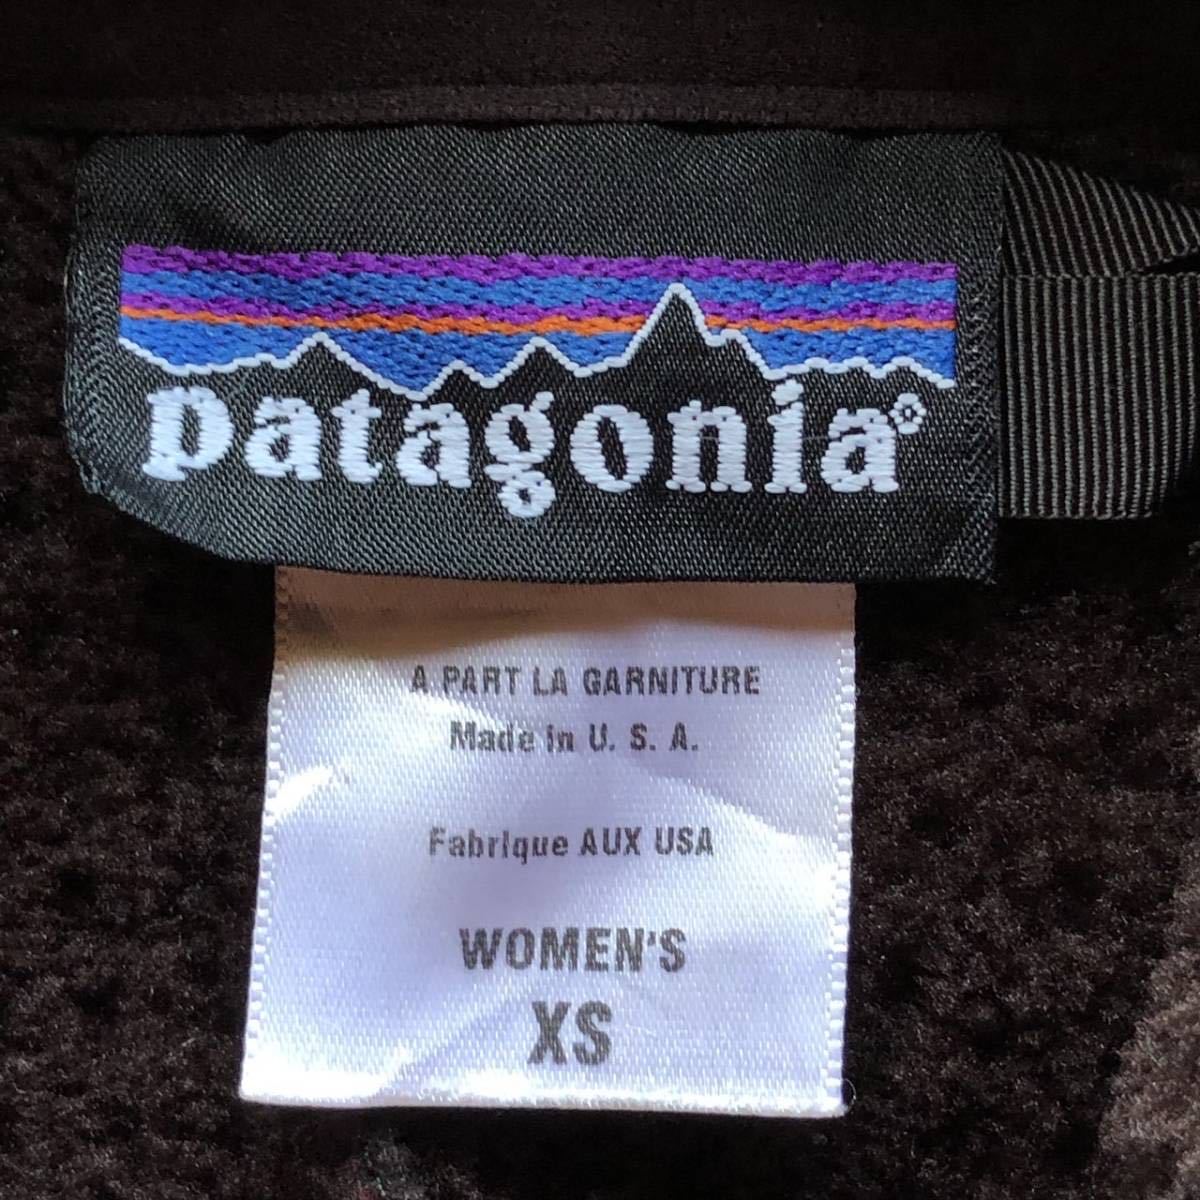 patagonia®
A PART LA GARNITURE
Made in U. S. A.
Fabrique AUX USA
WOMEN'S
XS